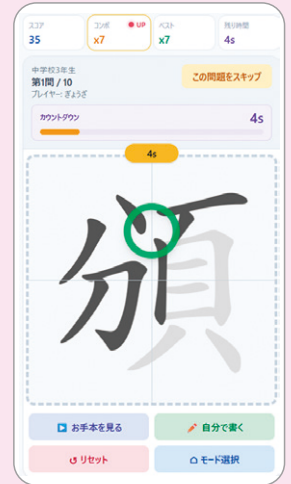 スコア
35
コンボ
UP
x7
ベスト
x7
残り時間
4s
中学校3年生
第1問 / 10
プレイヤー: ぎょうざ
この問題をスキップ
カウントダウン
4s
4s
頒
お手本を見る
自分で書く
リセット
モード選択